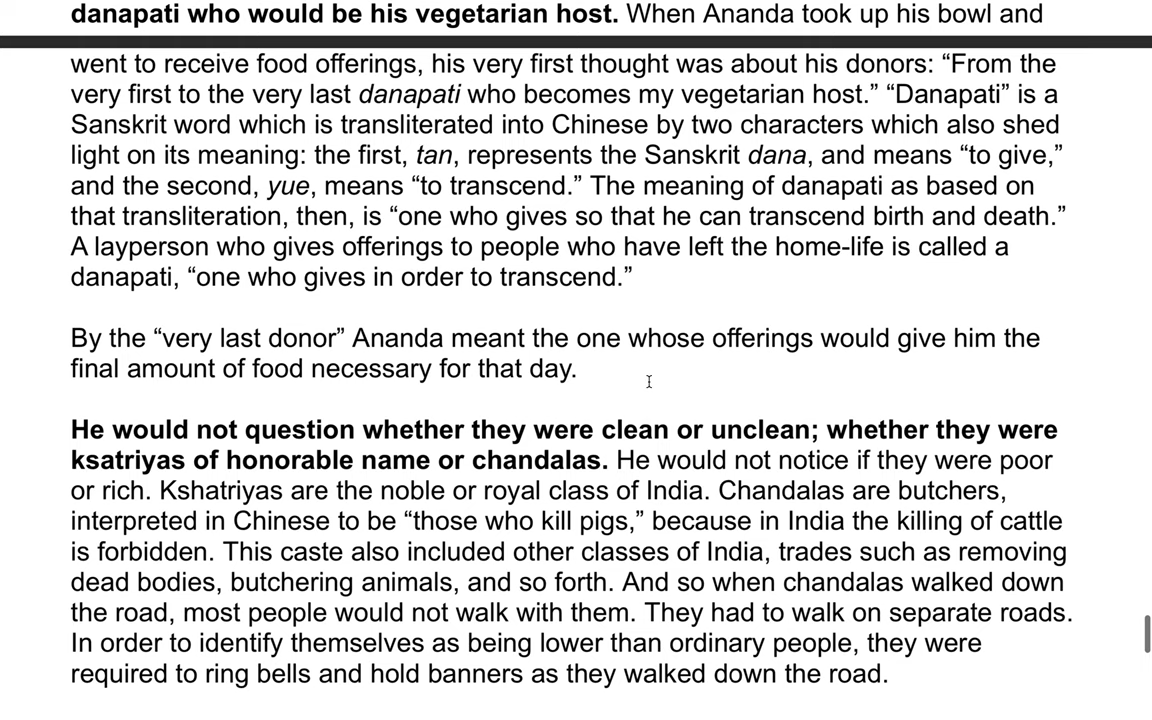 danapati who would be his vegetarian host. When Ananda took up his bowl and
went to receive food offerings, his very first thought was about his donors: “From the
very first to the very last danapati who becomes my vegetarian host.” “Danapati” is a
Sanskrit word which is transliterated into Chinese by two characters which also shed
light on its meaning: the first, tan, represents the Sanskrit dana, and means “to give,”
and the second, yue, means “to transcend.” The meaning of danapati as based on
that transliteration, then, is “one who gives so that he can transcend birth and death.”
A layperson who gives offerings to people who have left the home-life is called a
danapati, “one who gives in order to transcend.”
By the “very last donor” Ananda meant the one whose offerings would give him the
final amount of food necessary for that day.
He would not question whether they were clean or unclean; whether they were
ksatriyas of honorable name or chandalas. He would not notice if they were poor
or rich. Kshatriyas are the noble or royal class of India. Chandalas are butchers,
interpreted in Chinese to be “those who kill pigs,” because in India the killing of cattle
is forbidden. This caste also included other classes of India, trades such as removing
dead bodies, butchering animals, and so forth. And so when chandalas walked down
the road, most people would not walk with them. They had to walk on separate roads.
In order to identify themselves as being lower than ordinary people, they were
required to ring bells and hold banners as they walked down the road.